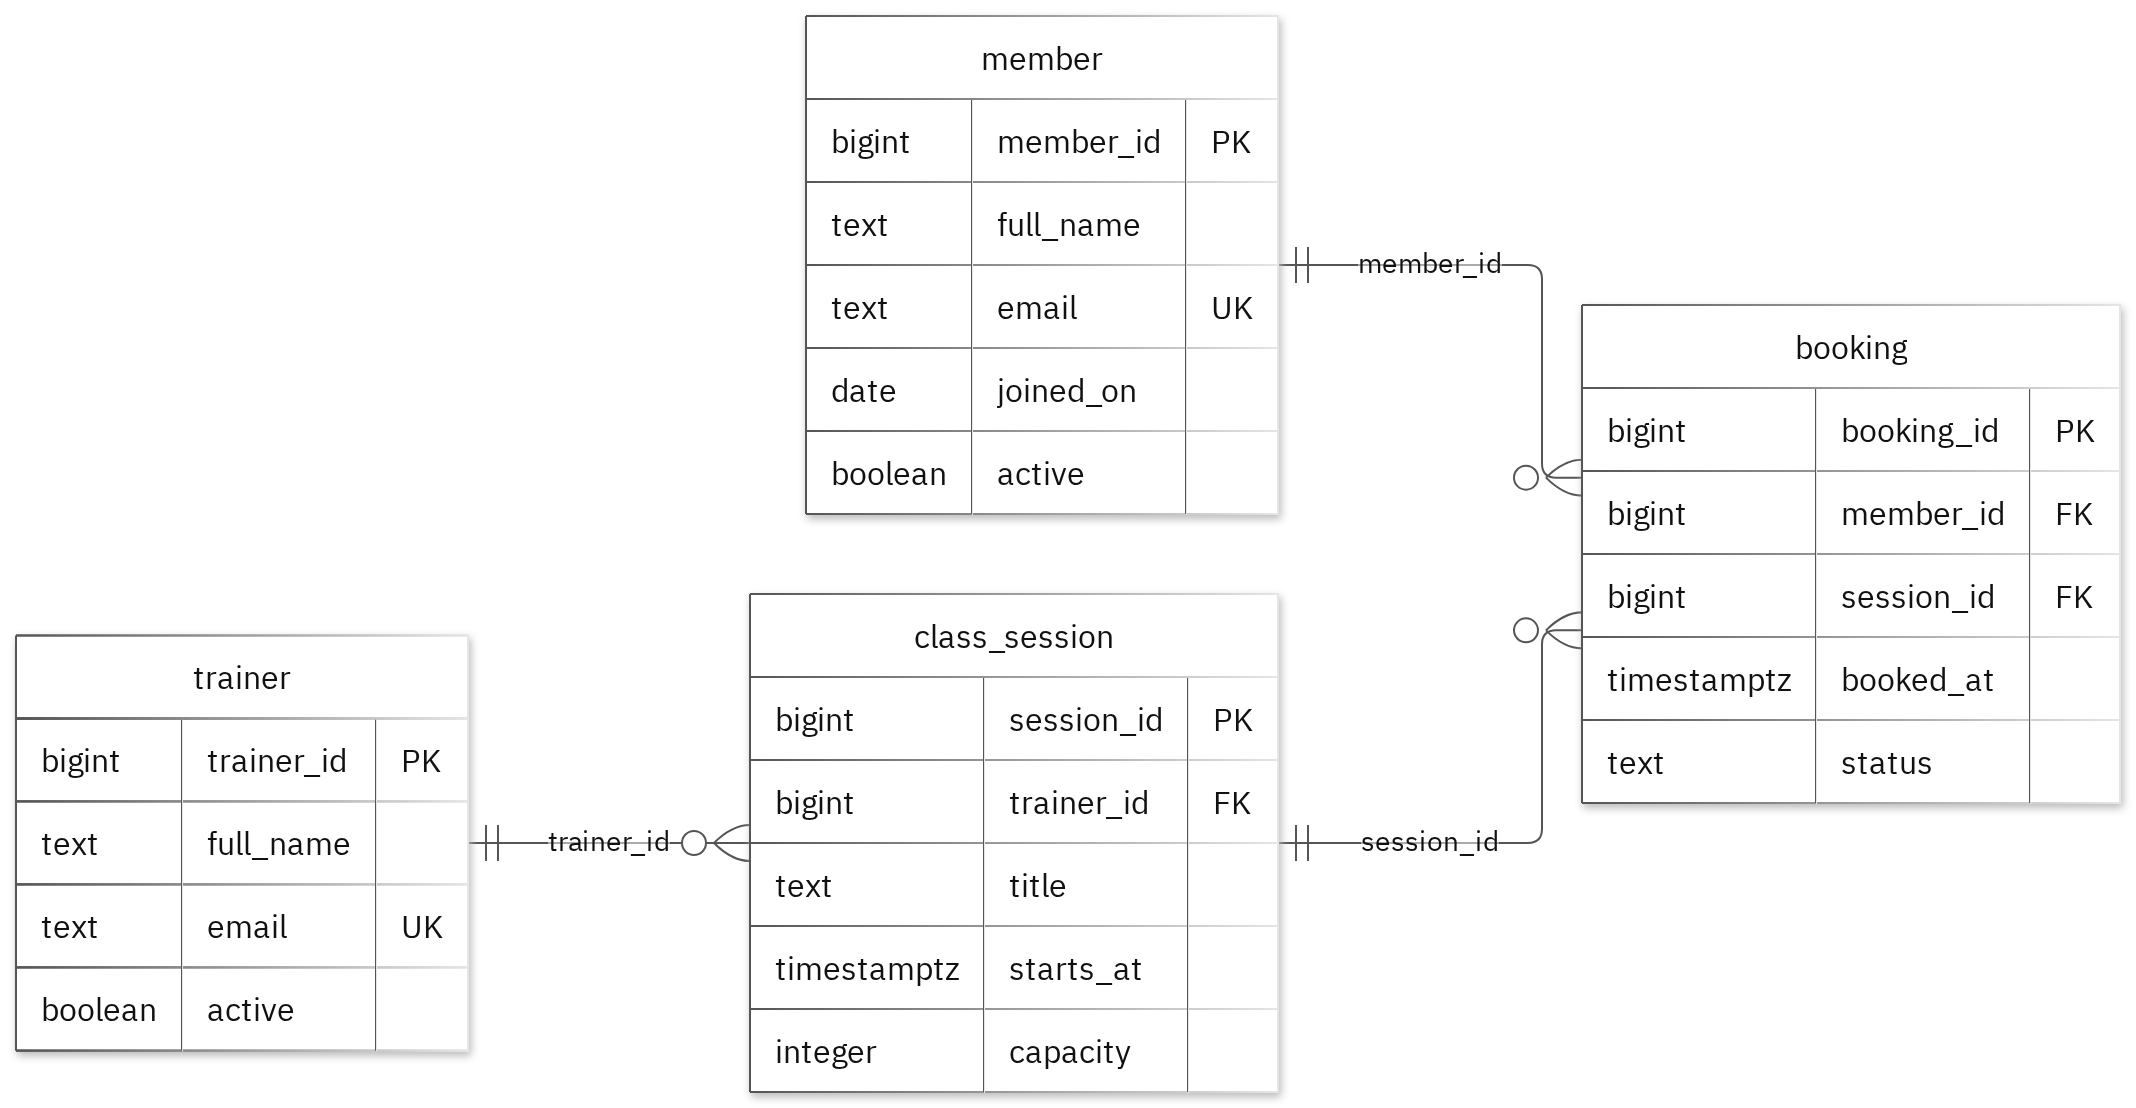 member
bigint member_id PK
text full_name
text email UK
date joined_on
boolean active
member_id
booking
bigint booking_id PK
bigint member_id FK
bigint session_id FK
timestamptz booked_at
text status
trainer
bigint trainer_id PK
text full_name
text email UK
boolean active
trainer_id
class_session
bigint session_id PK
bigint trainer_id FK
text title
timestamptz starts_at
integer capacity
session_id